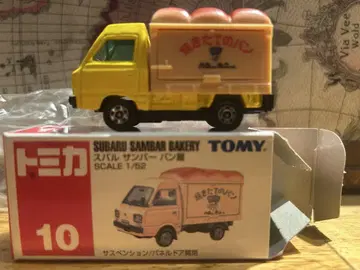 焼きたてのパン
トミカ
SUBARU SAMBAR BAKERY
TOMY
スバル サンバー パン屋
SCALE 1/52
焼きたてのパン
10
サスペンション/パネルドア開閉
Via Vee